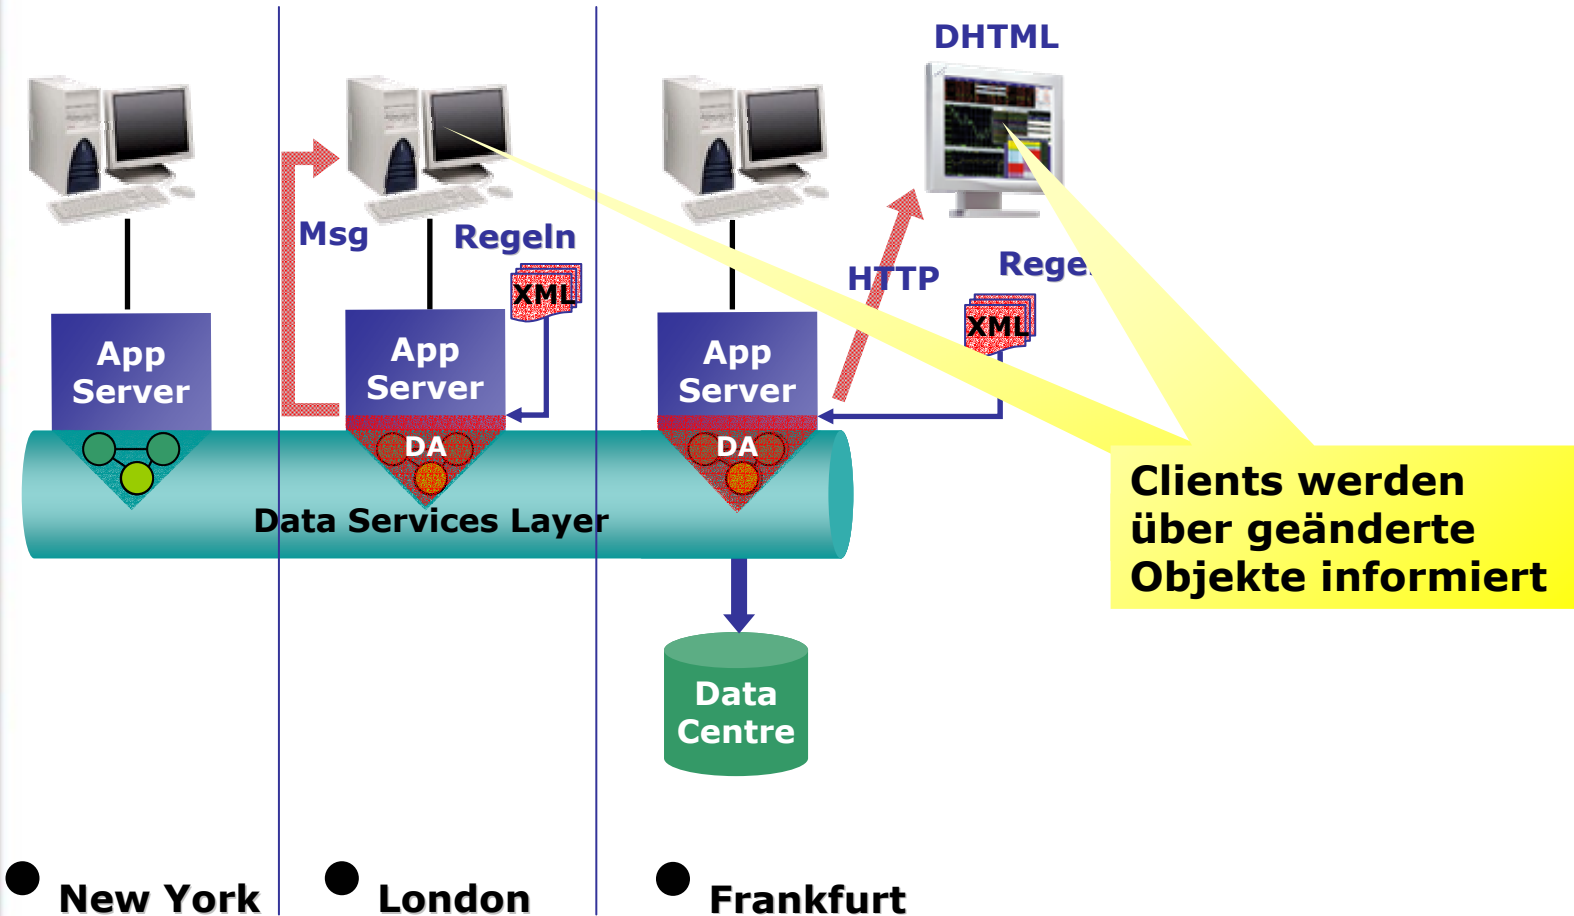 DHTML
Msg
Regeln
HTTP
XML
XML
App
Server
App
Server
App
Server
DA
DA
Data Services Layer
Clients werden
über geänderte
Objekte informiert
Data
Centre
New York
London
Frankfurt